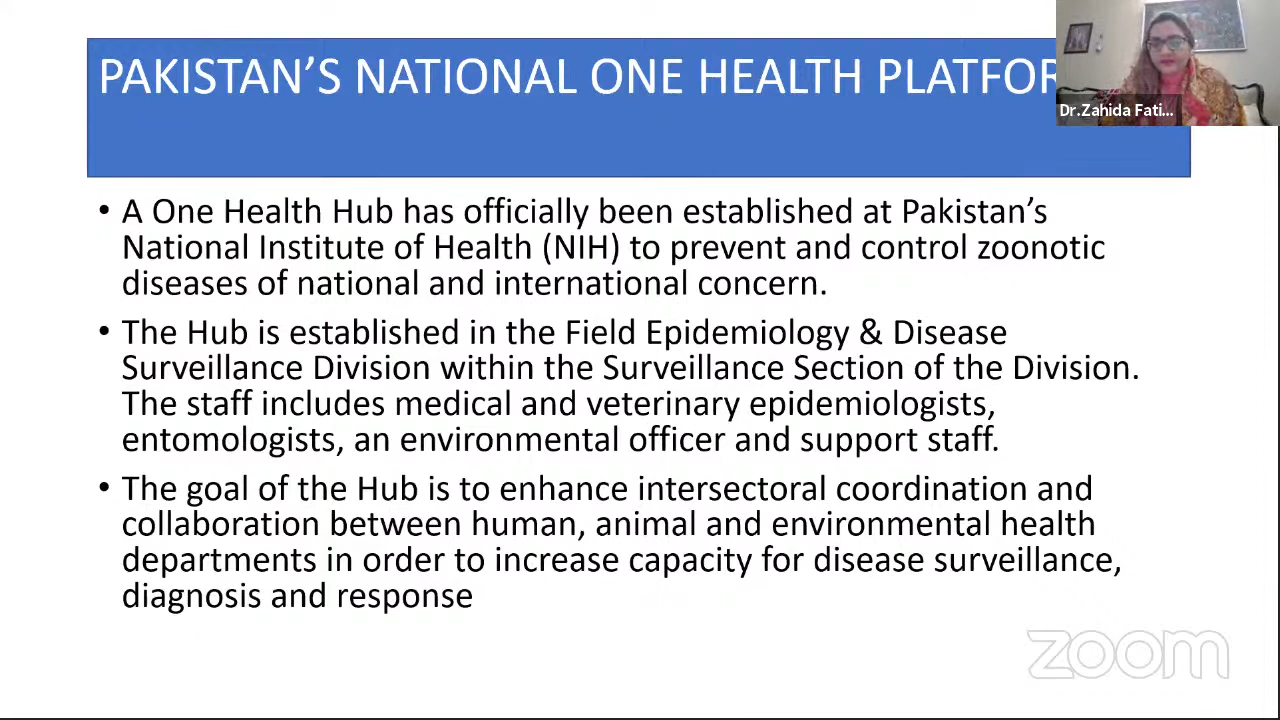 PAKISTAN’S NATIONAL ONE HEALTH PLATFOR
Dr.Zahida Fati...
• A One Health Hub has officially been established at Pakistan’s
National Institute of Health (NIH) to prevent and control zoonotic
diseases of national and international concern.
• The Hub is established in the Field Epidemiology & Disease
Surveillance Division within the Surveillance Section of the Division.
The staff includes medical and veterinary epidemiologists,
entomologists, an environmental officer and support staff.
• The goal of the Hub is to enhance intersectoral coordination and
collaboration between human, animal and environmental health
departments in order to increase capacity for disease surveillance,
diagnosis and response
zoom